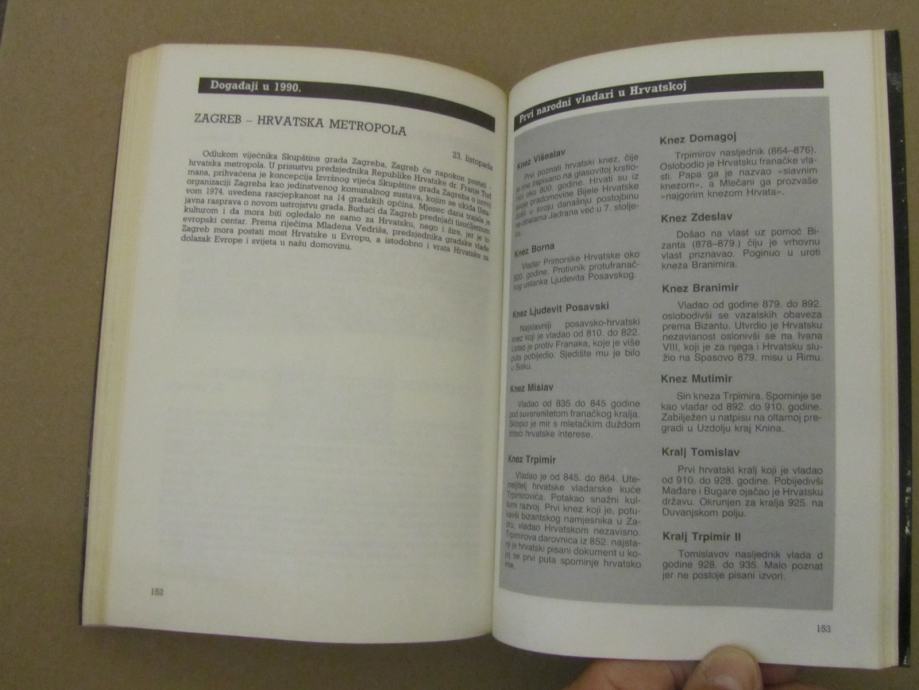 Događaji u 1990.
ZAGREB – HRVATSKA METROPOLA
23. listopada
Odlukom vijećnika Skupštine grada Zagreba, Zagreb će napokon postati i
hrvatska metropola. U prisustvu predsjednika Republike Hrvatske dr. Franje Tuđ-
mana, prihvaćena je koncepcija Izvršnog vijeća Skupštine grada Zagreba o
organizaciji Zagreba kao jedinstvenog komunalnog sustava, kojim se ukida Usta-
vom 1974. uvedena rascjepkanost na 14 gradskih općina. Mjesec dana trajala je
javna rasprava o novom ustrojstvu grada. Budući da Zagreb prednjači
kulturom i da mora biti ogledalo ne samo za Hrvatsku, nego i šire, jer je to
evropski centar. Prema riječima Mladena Vedriša, predsjednika gradske vlade
Zagreb mora postati most Hrvatske u Evropu, a istodobno i vrata Hrvatske za
dolazak Evrope i svijeta u našu domovinu.
152
Prvi narodni vladari u Hrvatskoj
Knez Višeslav
Prvi poznati hrvatski knez, čije
je ime zapisano na glasovitoj krstio-
nici oko 800. godine. Hrvati su iz
svoje pradomovine Bijele Hrvatske
došli u svoju današnju postojbinu
na obalama Jadrana već u 7. stolje-
ću.
Knez Borna
Vladar Primorske Hrvatske oko
820. godine. Protivnik protufranač-
kog ustanka Ljudevita Posavskog.
Knez Ljudevit Posavski
Najslavniji posavsko-hrvatski
knez koji je vladao od 810. do 822.
Ustao je protiv Franaka, koje je više
puta pobijedio. Sjedište mu je bilo
u Sisku.
Knez Mislav
Vladao od 835 do 845 godine
pod suverenitetom franačkog kralja.
Sklopio je mir s mletačkim duždom
štiteći hrvatske interese.
Knez Trpimir
Vladao je od 845. do 864. Ute-
meljitelj hrvatske vladarske kuće
Trpimirovića. Potakao snažni kul-
turni razvoj. Prvi knez koji je, potu-
kavši bizantskog namjesnika u Za-
dru, vladao Hrvatskom nezavisno.
Trpimirova darovnica iz 852. najsta-
riji je hrvatski pisani dokument u ko-
jem se prvi puta spominje hrvatsko
ime.
Knez Domagoj
Trpimirov nasljednik (864–876).
Oslobodio je Hrvatsku franačke vla-
sti. Papa ga je nazvao »slavnim
knezom«, a Mlečani ga prozvaše
»najgorim knezom Hrvata«.
Knez Zdeslav
Došao na vlast uz pomoć Bi-
zanta (878–879.) čiju je vrhovnu
vlast priznavao. Poginuo u uroti
kneza Branimira.
Knez Branimir
Vladao od godine 879. do 892.
oslobodivši se vazalskih obaveza
prema Bizantu. Utvrdio je Hrvatsku
nezavisnost oslonivši se na Ivana
VIII, koji je za njega i Hrvatsku slu-
žio na Spasovo 879. misu u Rimu.
Knez Mutimir
Sin kneza Trpimira. Spominje se
kao vladar od 892. do 910. godine.
Zabilježen u natpisu na oltarnoj pre-
gradi u Uzdolju kraj Knina.
Kralj Tomislav
Prvi hrvatski kralj koji je vladao
od 910. do 928. godine. Pobijedivši
Mađare i Bugare ojačao je Hrvatsku
državu. Okrunjen za kralja 925. na
Duvanjskom polju.
Kralj Trpimir II
Tomislavov nasljednik vlada d
godine 928. do 935. Malo poznat
jer ne postoje pisani izvori.
153